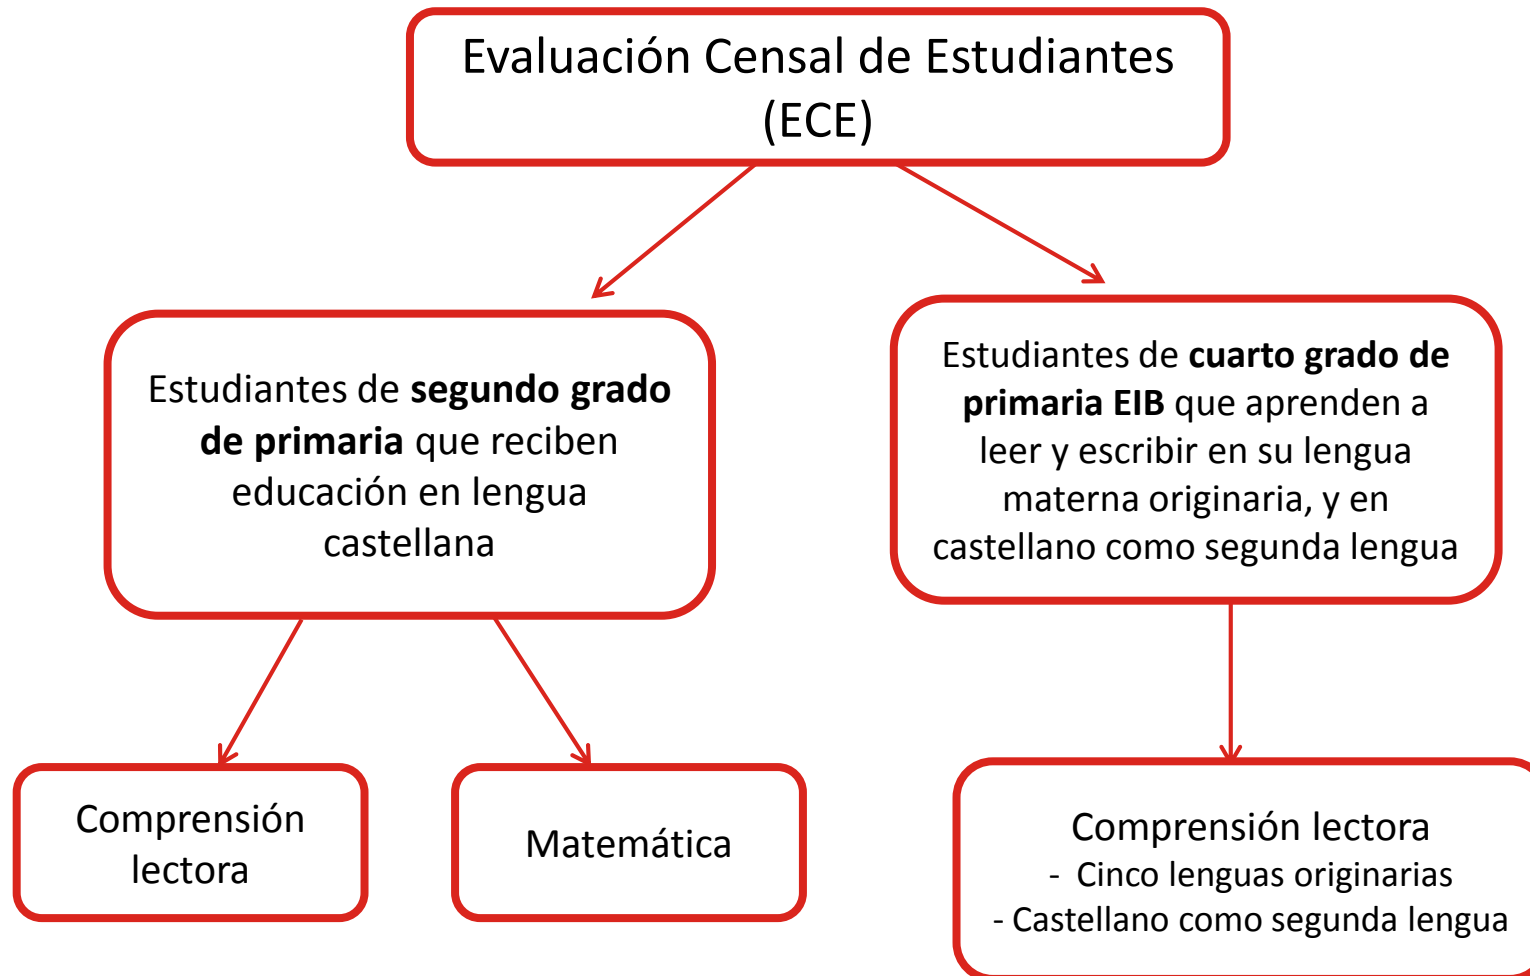 Evaluación Censal de Estudiantes
(ECE)
Estudiantes de segundo grado
de primaria que reciben
educación en lengua
castellana
Estudiantes de cuarto grado de
primaria EIB que aprenden a
leer y escribir en su lengua
materna originaria, y en
castellano como segunda lengua
Comprensión
lectora
Matemática
Comprensión lectora
- Cinco lenguas originarias
- Castellano como segunda lengua